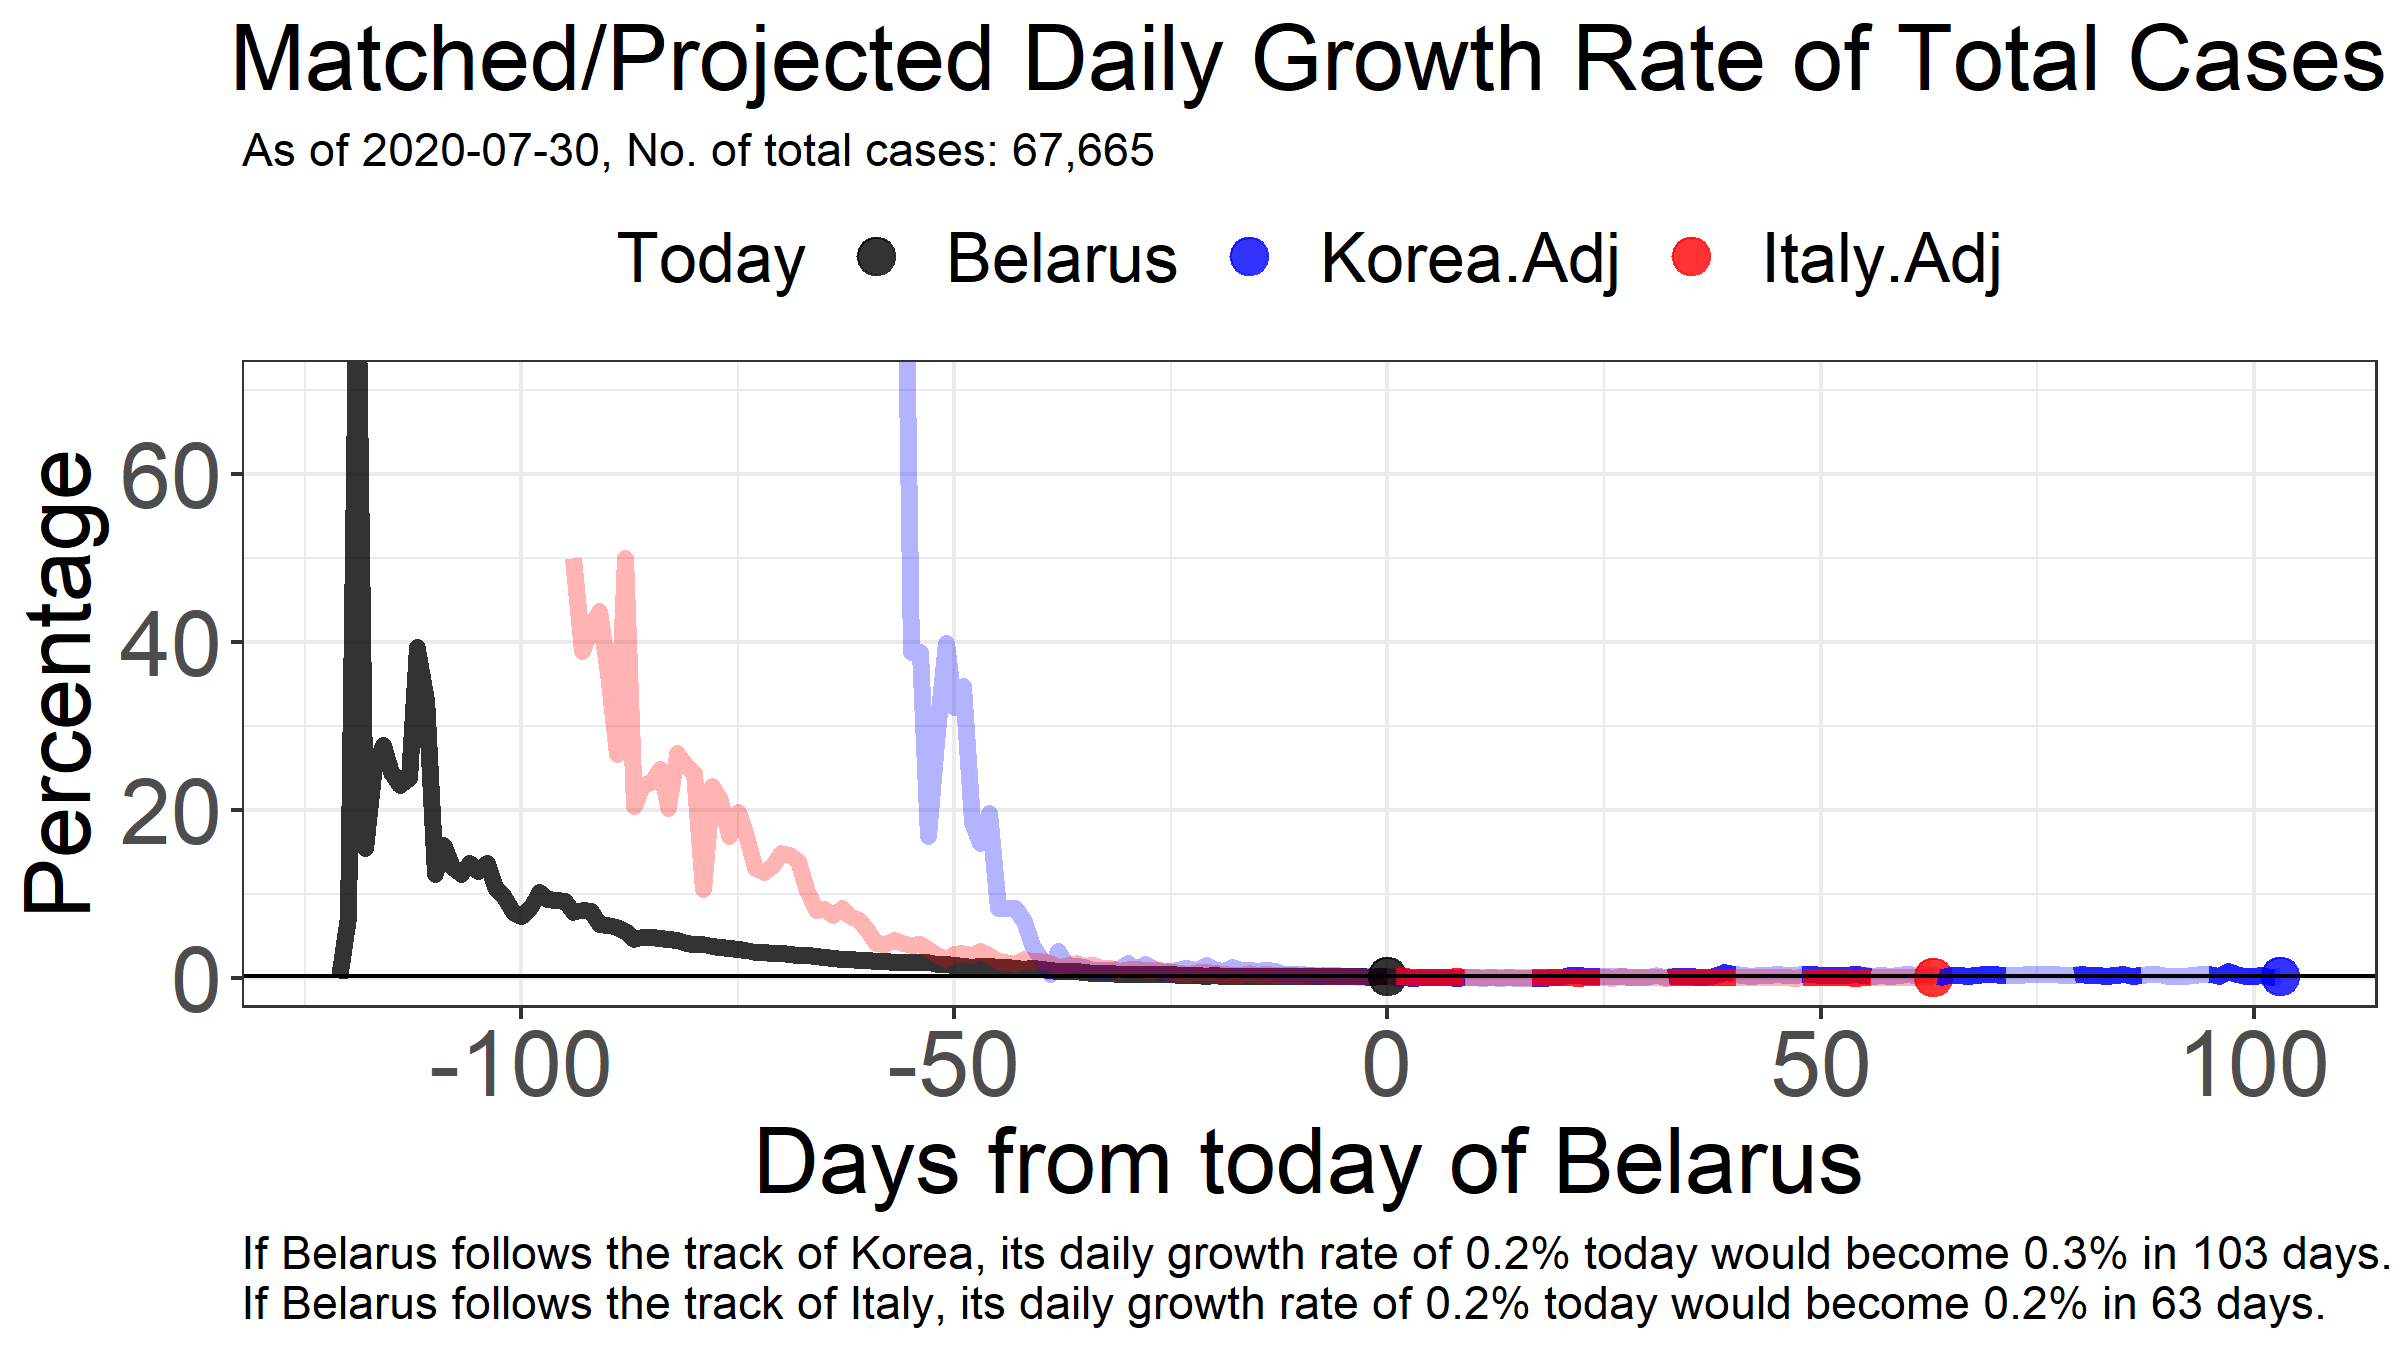 Matched/Projected Daily Growth Rate of Total Cases
As of 2020-07-30, No. of total cases: 67,665
Today Belarus Korea.Adj Italy.Adj
Percentage
60
40
20
0
-100 -50 0 50 100
Days from today of Belarus
If Belarus follows the track of Korea, its daily growth rate of 0.2% today would become 0.3% in 103 days.
If Belarus follows the track of Italy, its daily growth rate of 0.2% today would become 0.2% in 63 days.